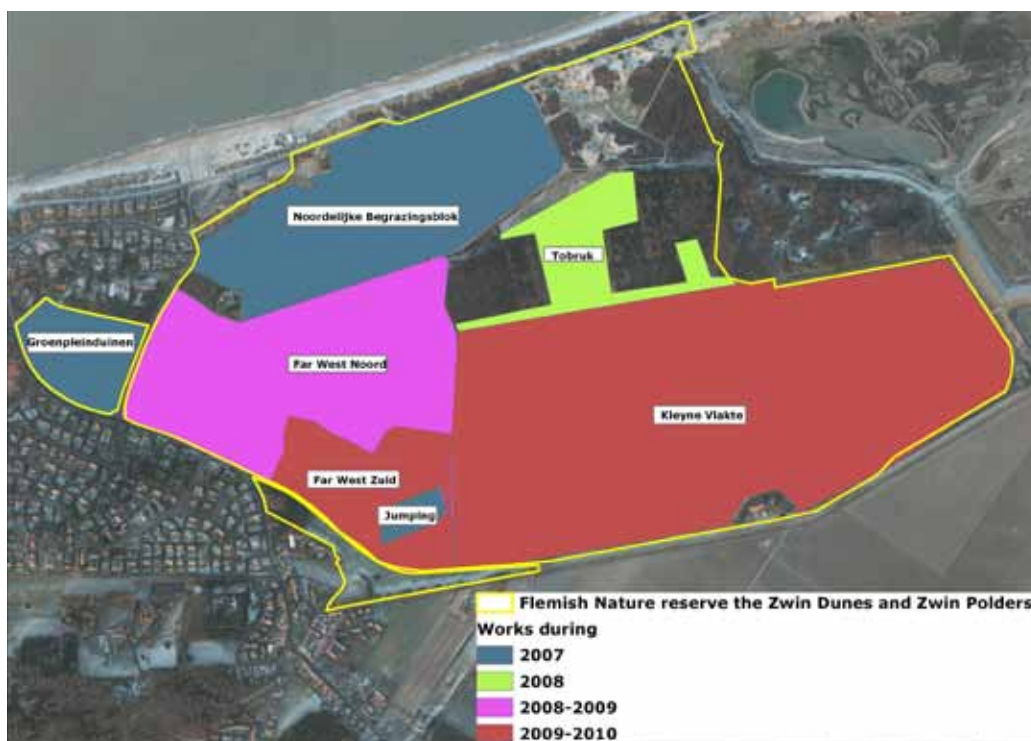 Noordelijke Begrazingsblok
Tobruk
Groenpleinduinen
Far West Noord
Kleyne Vlakte
Far West Zuid
Jumping
Flemish Nature reserve the Zwin Dunes and Zwin Polders
Works during
2007
2008
2008-2009
2009-2010